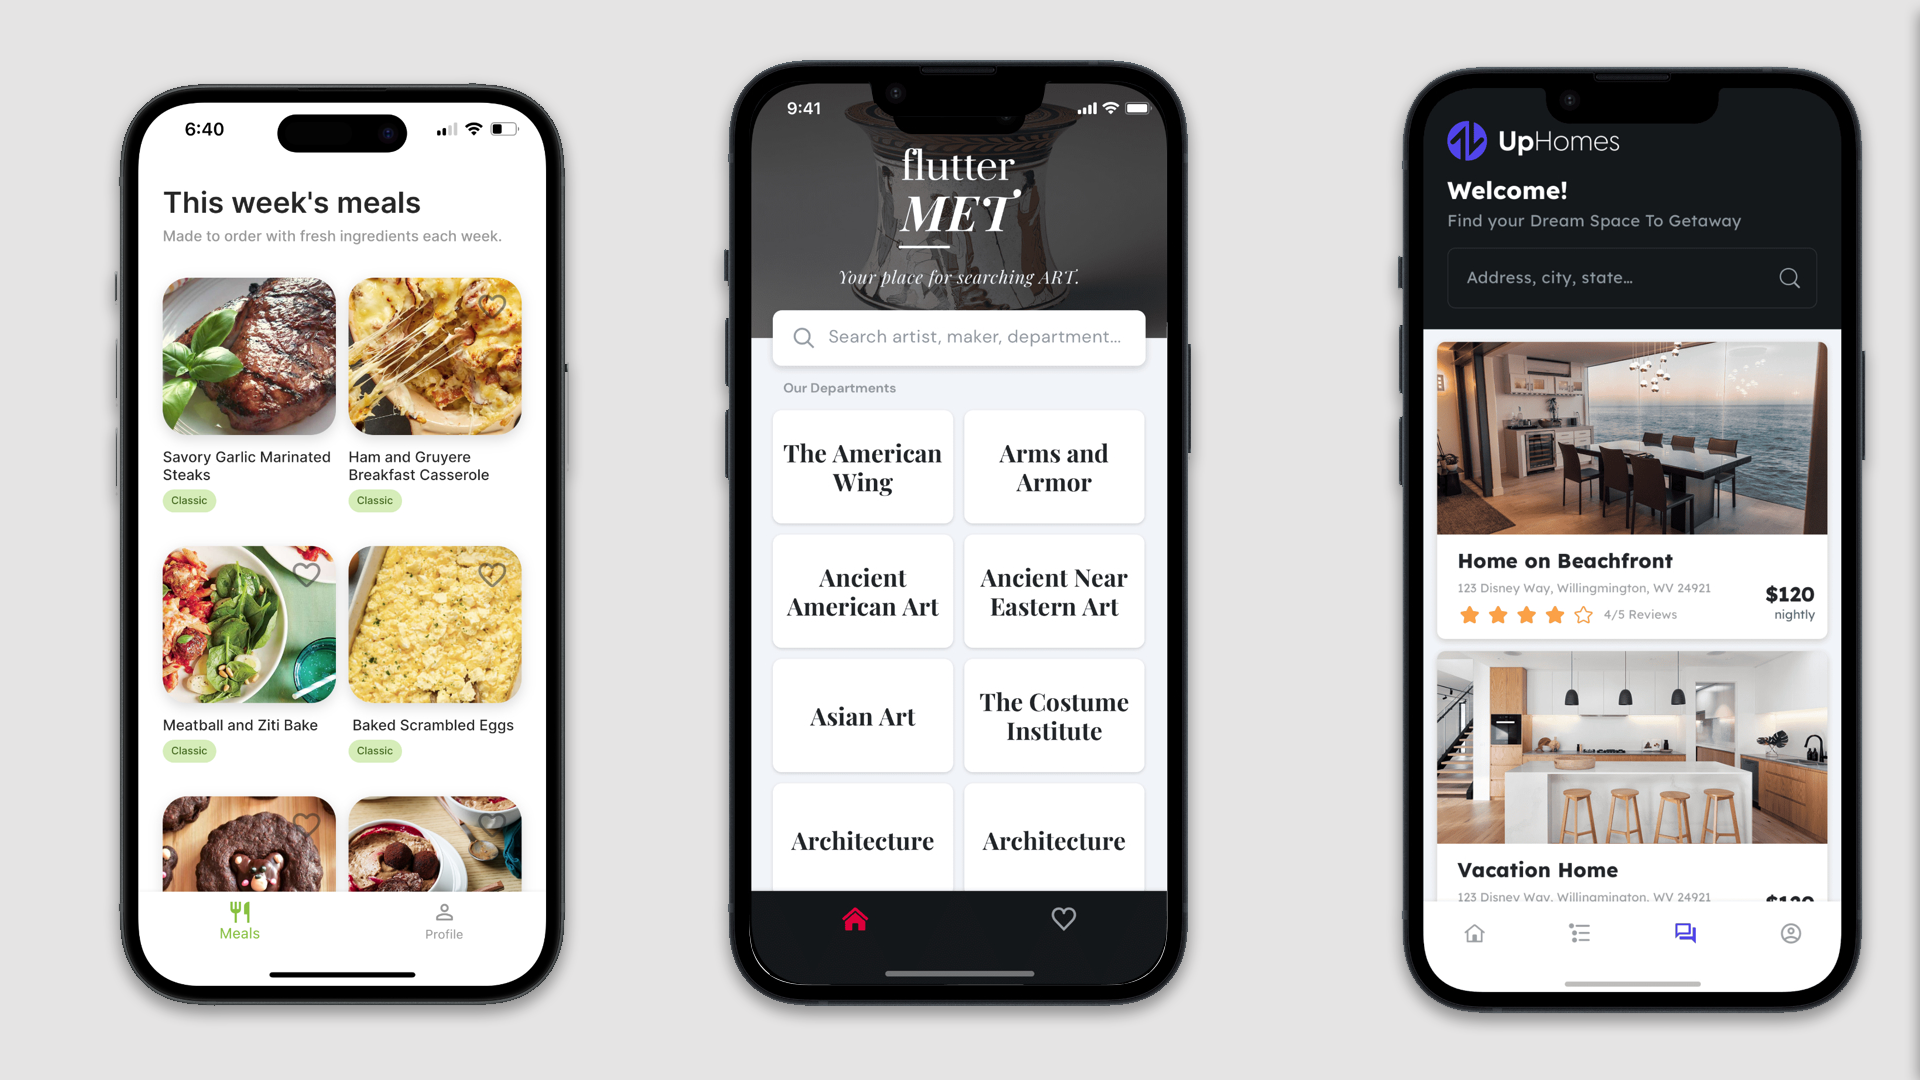 6:40
This week's meals
Made to order with fresh ingredients each week.
Savory Garlic Marinated
Steaks
Classic
Ham and Gruyere
Breakfast Casserole
Classic
Meatball and Ziti Bake
Classic
Baked Scrambled Eggs
Classic
Meals
Profile
9:41
flutter
MET
Your place for searching ART.
Search artist, maker, department...
Our Departments
The American
Wing
Arms and
Armor
Ancient
American Art
Ancient Near
Eastern Art
Asian Art
The Costume
Institute
Architecture
Architecture
UpHomes
Welcome!
Find your Dream Space To Getaway
Address, city, state...
Home on Beachfront
123 Disney Way, Willingmington, WV 24921
4/5 Reviews
$120
nightly
Vacation Home
123 Disney Way, Willingmington, WV 24921
$120